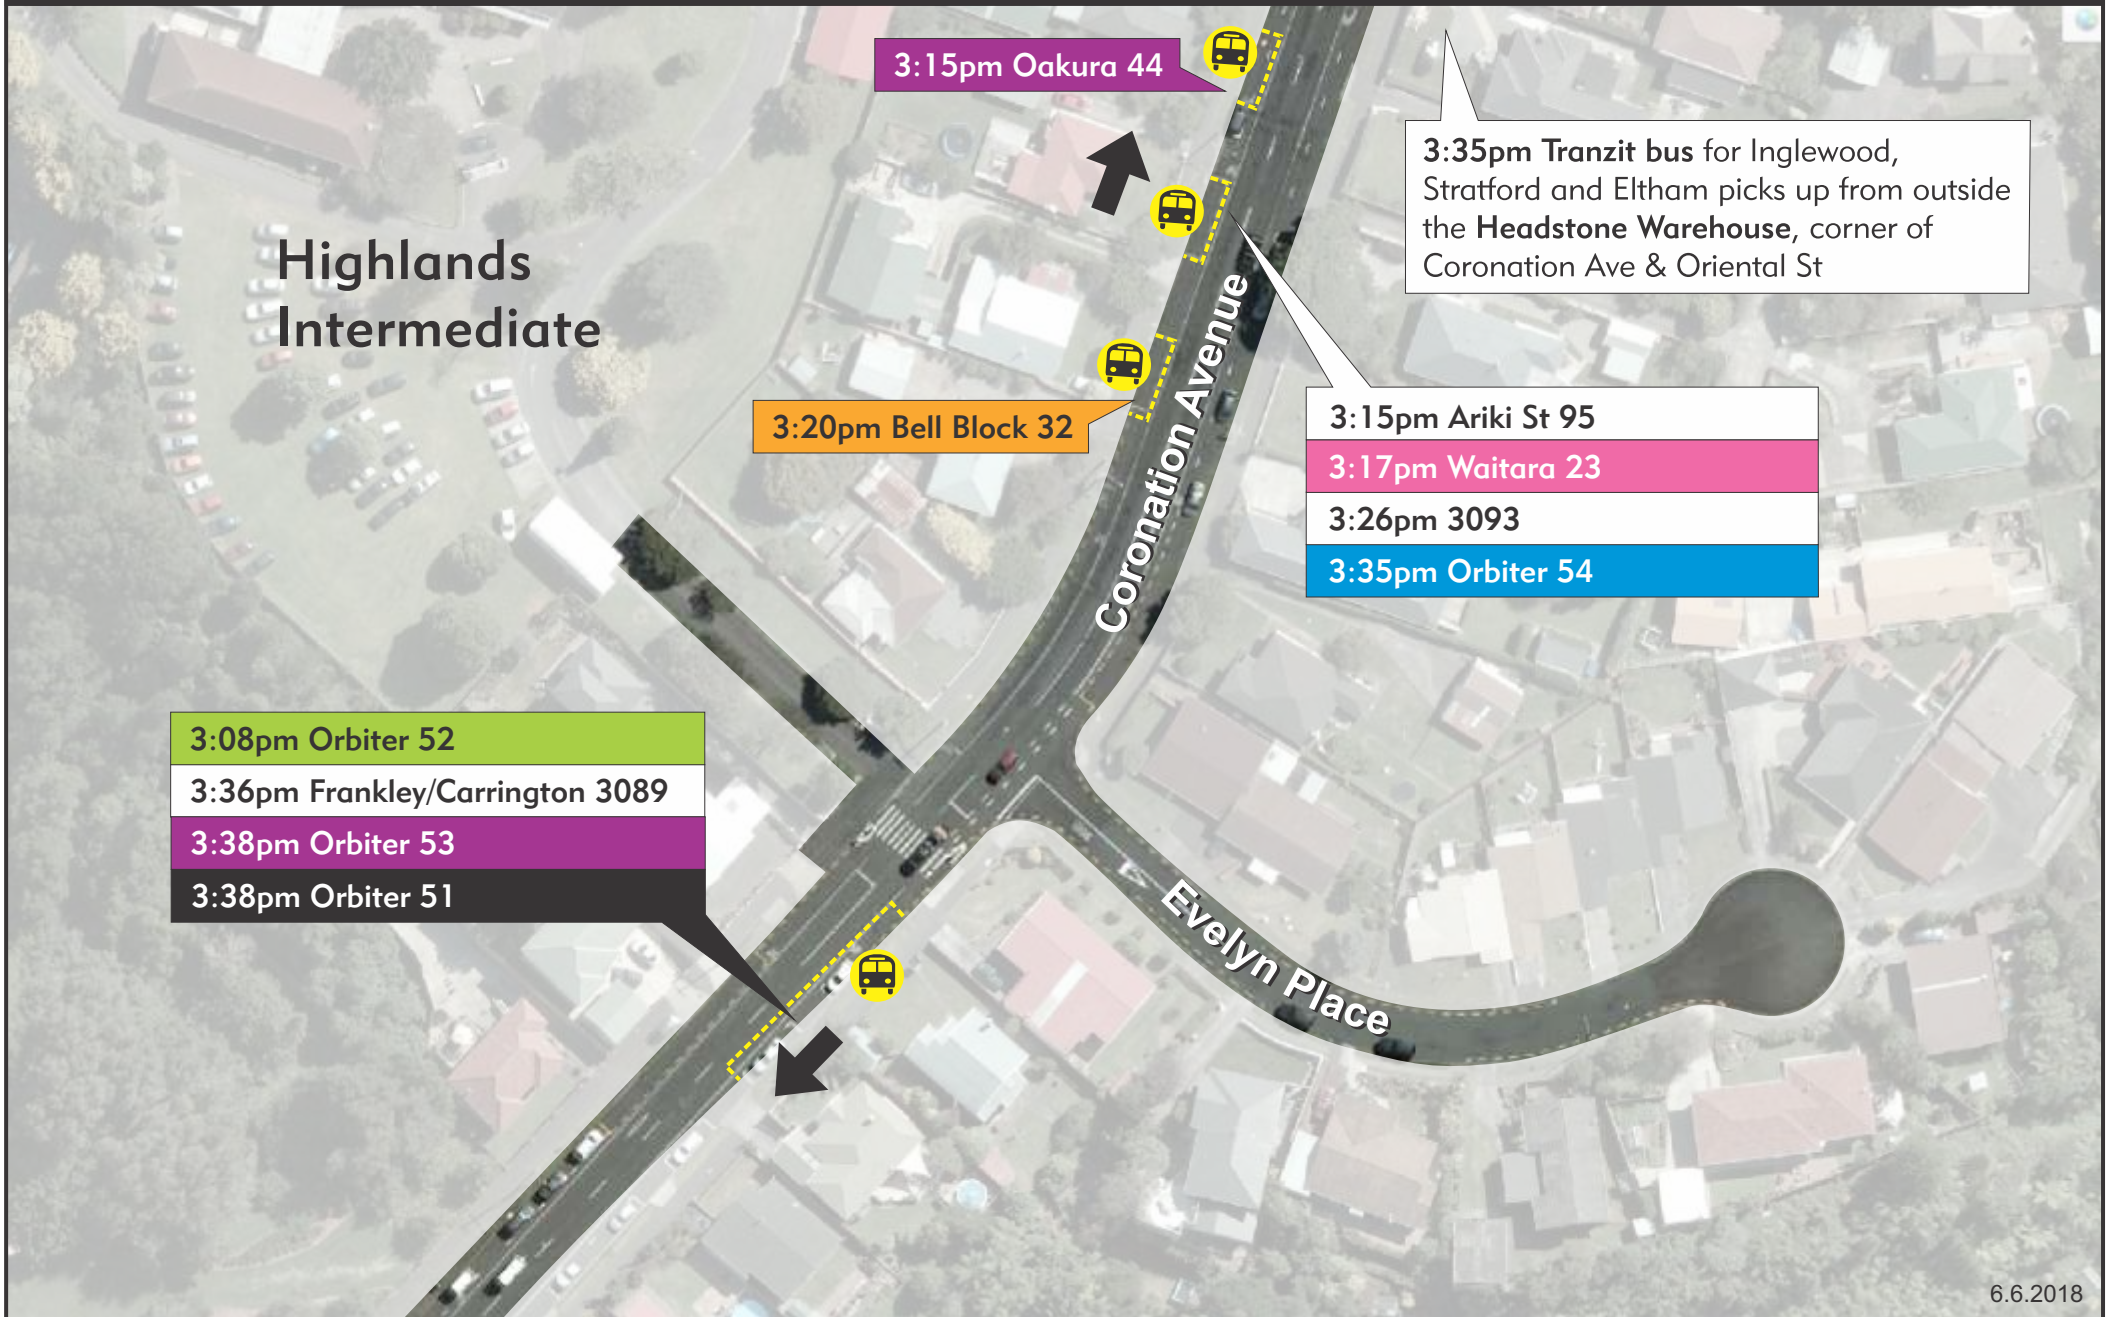 3:15pm Oakura 44
3:35pm Tranzit bus for Inglewood,
Stratford and Eltham picks up from outside
the Headstone Warehouse, corner of
Coronation Ave & Oriental St
Highlands
Intermediate
Coronation Avenue
3:20pm Bell Block 32
3:15pm Ariki St 95
3:17pm Waitara 23
3:26pm 3093
3:35pm Orbiter 54
3:08pm Orbiter 52
3:36pm Frankley/Carrington 3089
3:38pm Orbiter 53
3:38pm Orbiter 51
Evelyn Place
6.6.2018